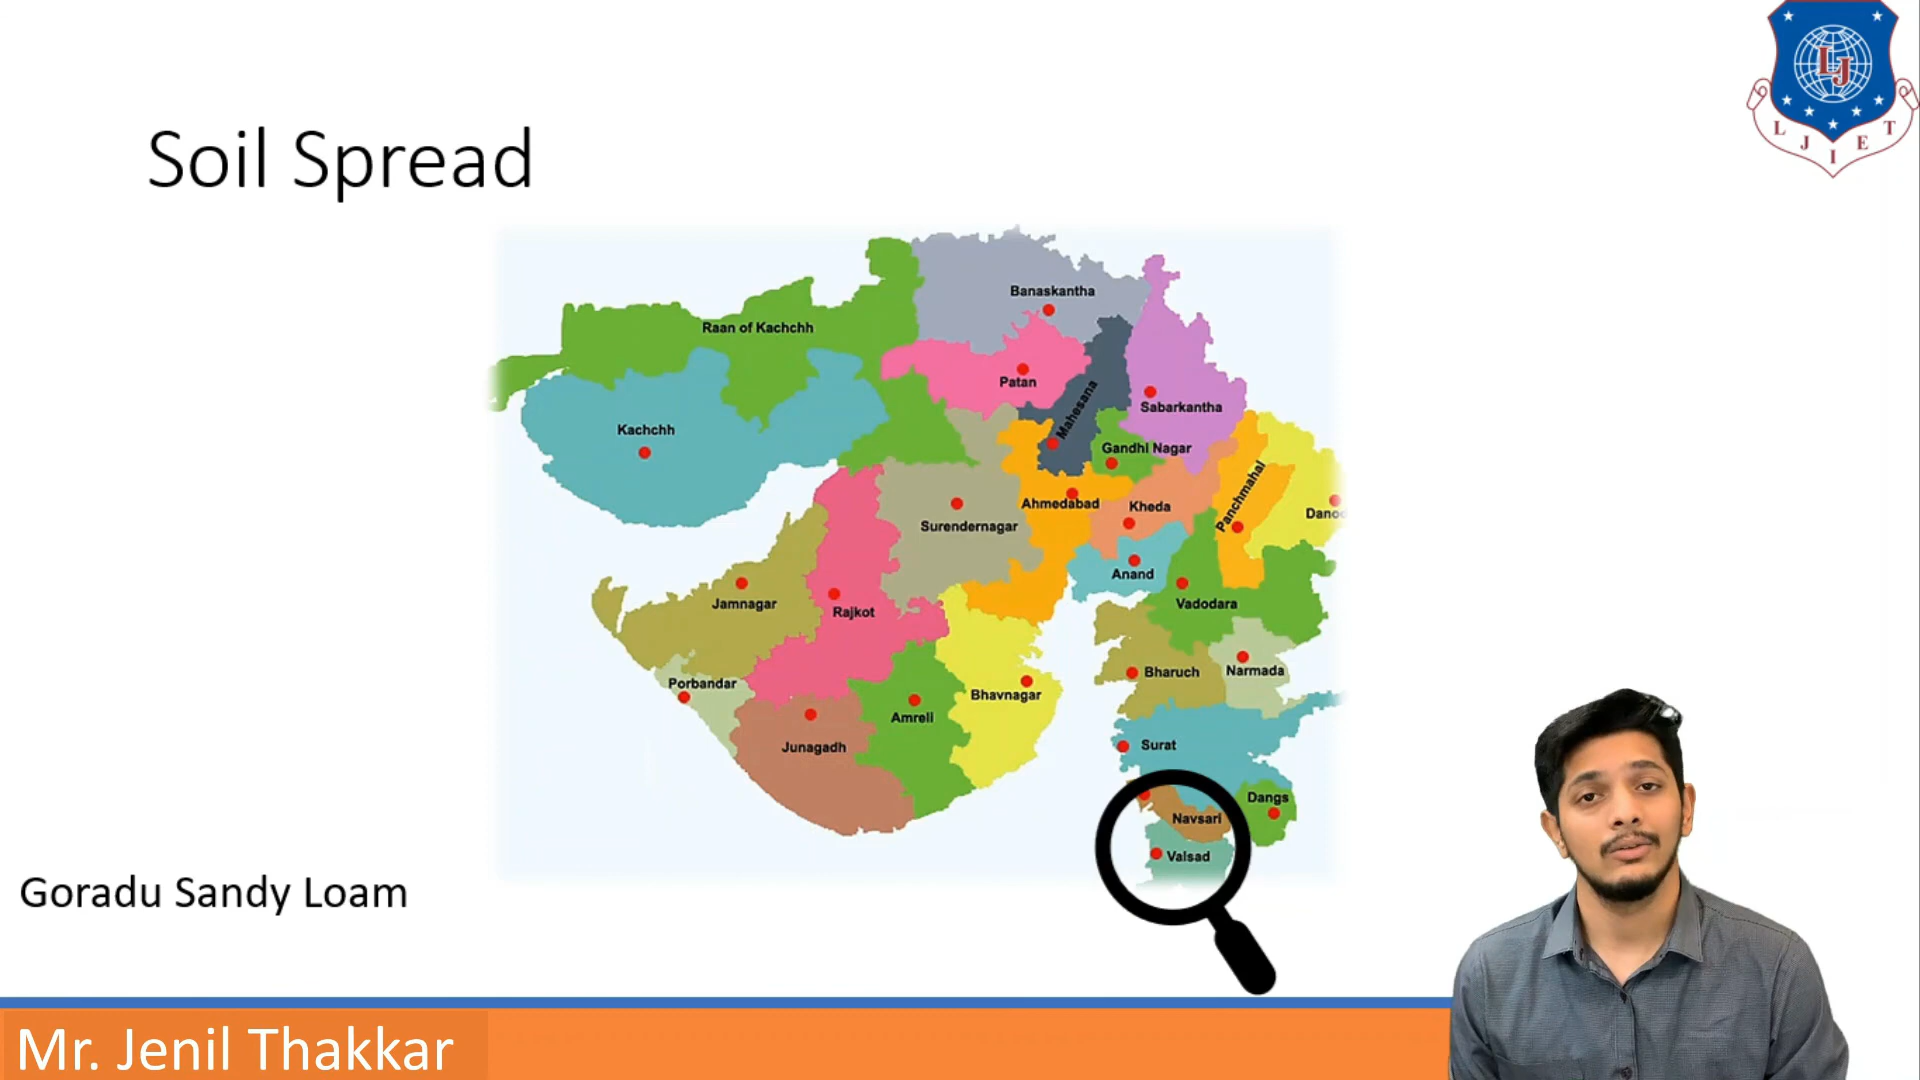 LJ
L J I E T
Soil Spread
Banaskantha
Raan of Kachchh
Patan
Mahesana
Sabarkantha
Kachchh
Gandhi Nagar
Panchmahal
Ahmedabad
Kheda
Surendernagar
Anand
Jamnagar
Rajkot
Vadodara
Bharuch
Narmada
Porbandar
Bhavnagar
Amreli
Junagadh
Surat
Dangs
Navsari
Valsad
Goradu Sandy Loam
Mr. Jenil Thakkar